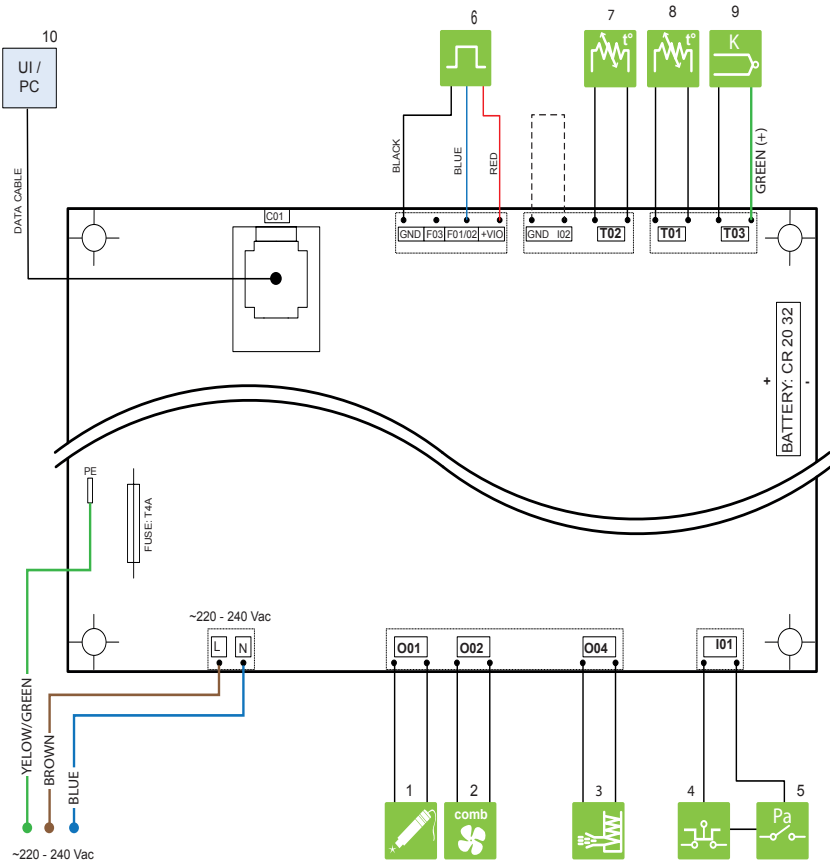 6
7
8
9
10
UI /
PC
t°
t°
K
BLACK
BLUE
RED
GREEN (+)
DATA CABLE
C01
GND F03 F01/02 +VIO
GND I02
T02
T01
T03
+
BATTERY: CR 20 32
-
PE
FUSE: T4A
~220 - 240 Vac
L
N
O01
O02
O04
I01
YELOW/GREEN
BROWN
BLUE
~220 - 240 Vac
1
2
3
4
5
comb
Pa